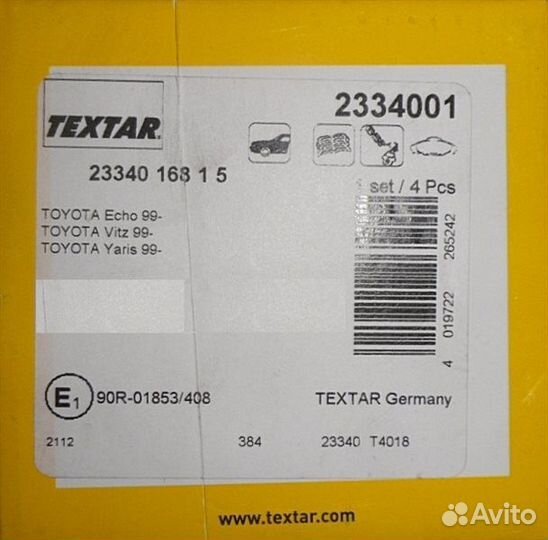 TEXTAR
2334001
23340 168 1 5
set / 4 Pcs
TOYOTA Echo 99-
TOYOTA Vitz 99-
TOYOTA Yaris 99-
4 019722 265242
E1 90R-01853/408
TEXTAR Germany
2112 384 23340 T4018
www.textar.com
Avito